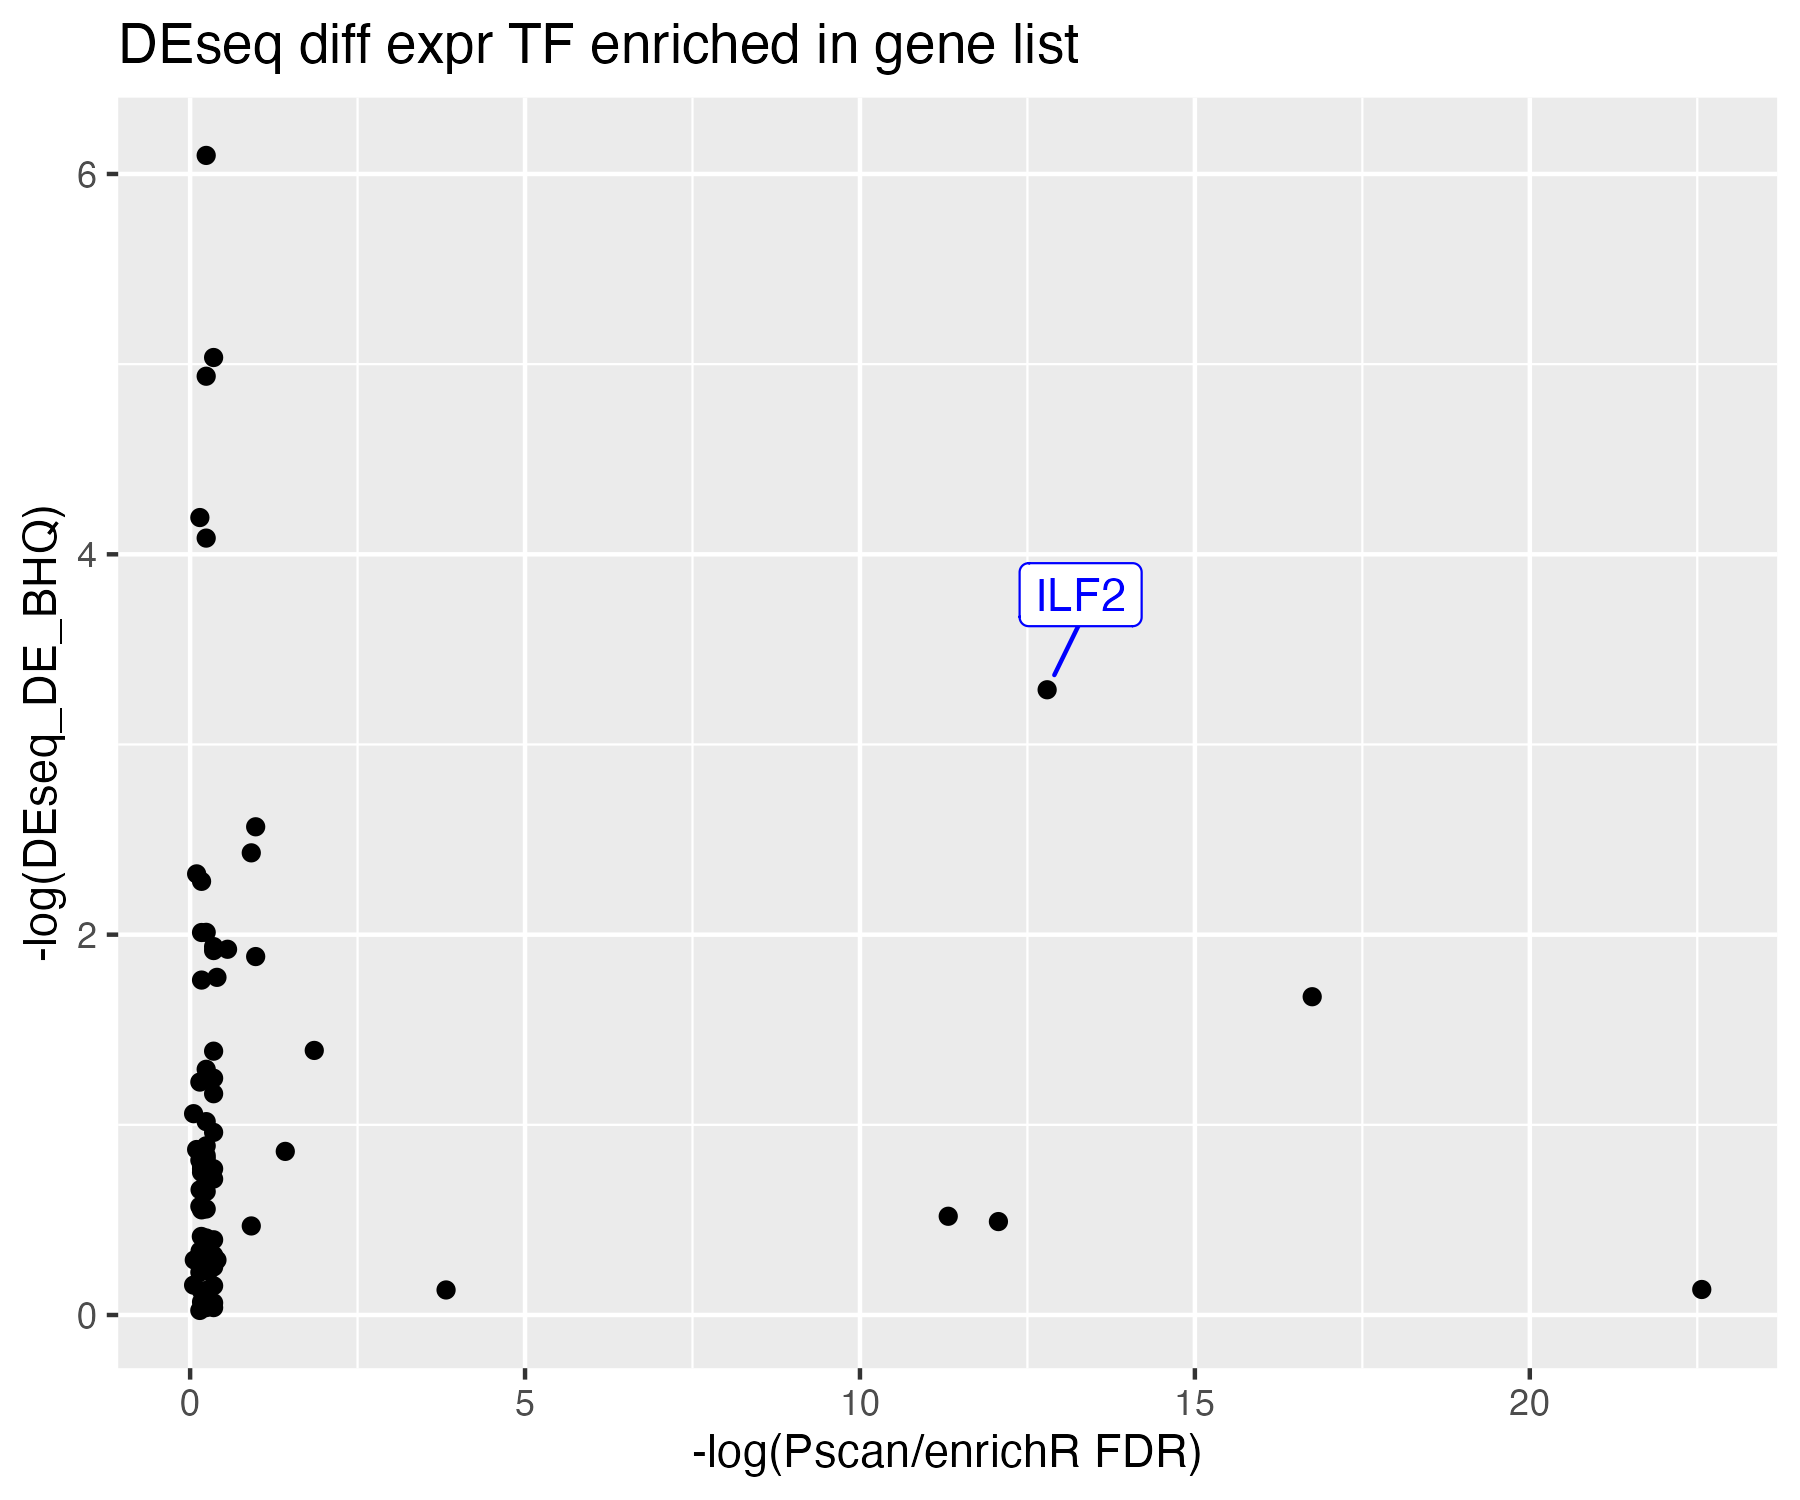 DEseq diff expr TF enriched in gene list
-log(DEseq_DE_BHQ)
6
4
2
0
ILF2
0 5 10 15 20
-log(Pscan/enrichR FDR)